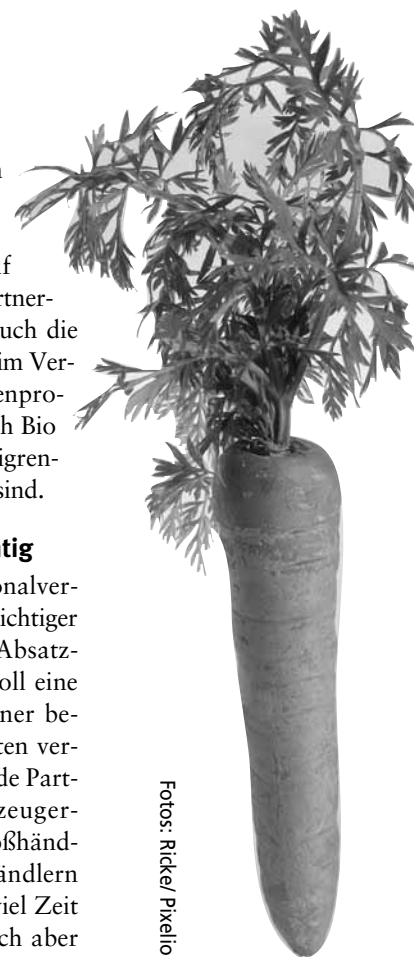 rtner-
uch die
im Ver-
enpro-
h Bio
igren-
sind.
tig
onalver-
ichtiger
Absatz-
oll eine
ner be-
ten ver-
de Part-
zeuger-
oßhänd-
ändlern
viel Zeit
ch aber
Fotos: Ricke/ Pixelio